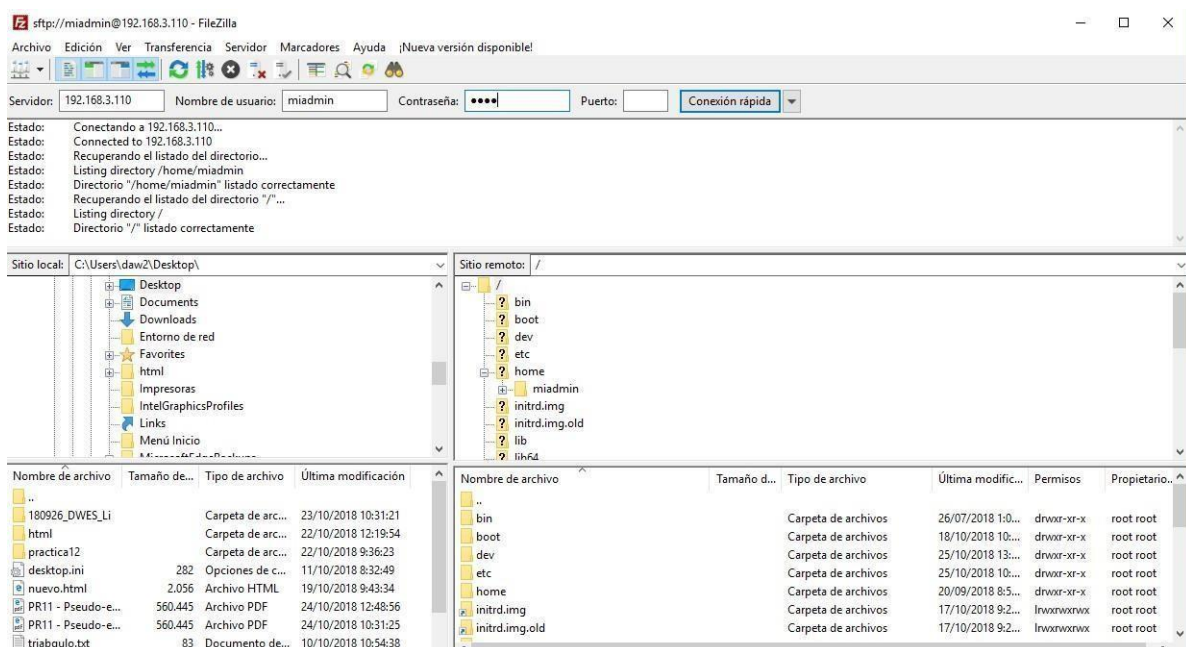 sftp://miadmin@192.168.3.110 - FileZilla
Archivo Edición Ver Transferencia Servidor Marcadores Ayuda ¡Nueva versión disponible!
Servidor: 192.168.3.110 Nombre de usuario: miadmin Contraseña: ●●●● Puerto: Conexión rápida
Estado: Conectando a 192.168.3.110...
Estado: Connected to 192.168.3.110
Estado: Recuperando el listado del directorio...
Estado: Listing directory /home/miadmin
Estado: Directorio "/home/miadmin" listado correctamente
Estado: Recuperando el listado del directorio "/"...
Estado: Listing directory /
Estado: Directorio "/" listado correctamente
Sitio local: C:\Users\daw2\Desktop\
Desktop
Documents
Downloads
Entorno de red
Favorites
html
Impresoras
IntelGraphicsProfiles
Links
Menú Inicio
MicrosoftEdgeBackups
Sitio remoto: /
/
? bin
? boot
? dev
? etc
? home
miadmin
? initrd.img
? initrd.img.old
? lib
? lib64
Nombre de archivo Tamaño de... Tipo de archivo Última modificación
..
180926_DWES_Li Carpeta de arc... 23/10/2018 10:31:21
html Carpeta de arc... 22/10/2018 12:19:54
practica12 Carpeta de arc... 22/10/2018 9:36:23
desktop.ini 282 Opciones de c... 11/10/2018 8:32:49
nuevo.html 2.056 Archivo HTML 19/10/2018 9:43:34
PR11 - Pseudo-e... 560.445 Archivo PDF 24/10/2018 12:48:56
PR11 - Pseudo-e... 560.445 Archivo PDF 24/10/2018 10:31:25
triabgulo.txt 83 Documento de... 10/10/2018 10:54:38
Nombre de archivo Tamaño d... Tipo de archivo Última modific... Permisos Propietario...
..
bin Carpeta de archivos 26/07/2018 1:0... drwxr-xr-x root root
boot Carpeta de archivos 18/10/2018 10:... drwxr-xr-x root root
dev Carpeta de archivos 25/10/2018 13:... drwxr-xr-x root root
etc Carpeta de archivos 25/10/2018 10:... drwxr-xr-x root root
home Carpeta de archivos 20/09/2018 8:5... drwxr-xr-x root root
initrd.img Carpeta de archivos 17/10/2018 9:2... lrwxrwxrwx root root
initrd.img.old Carpeta de archivos 17/10/2018 9:2... lrwxrwxrwx root root